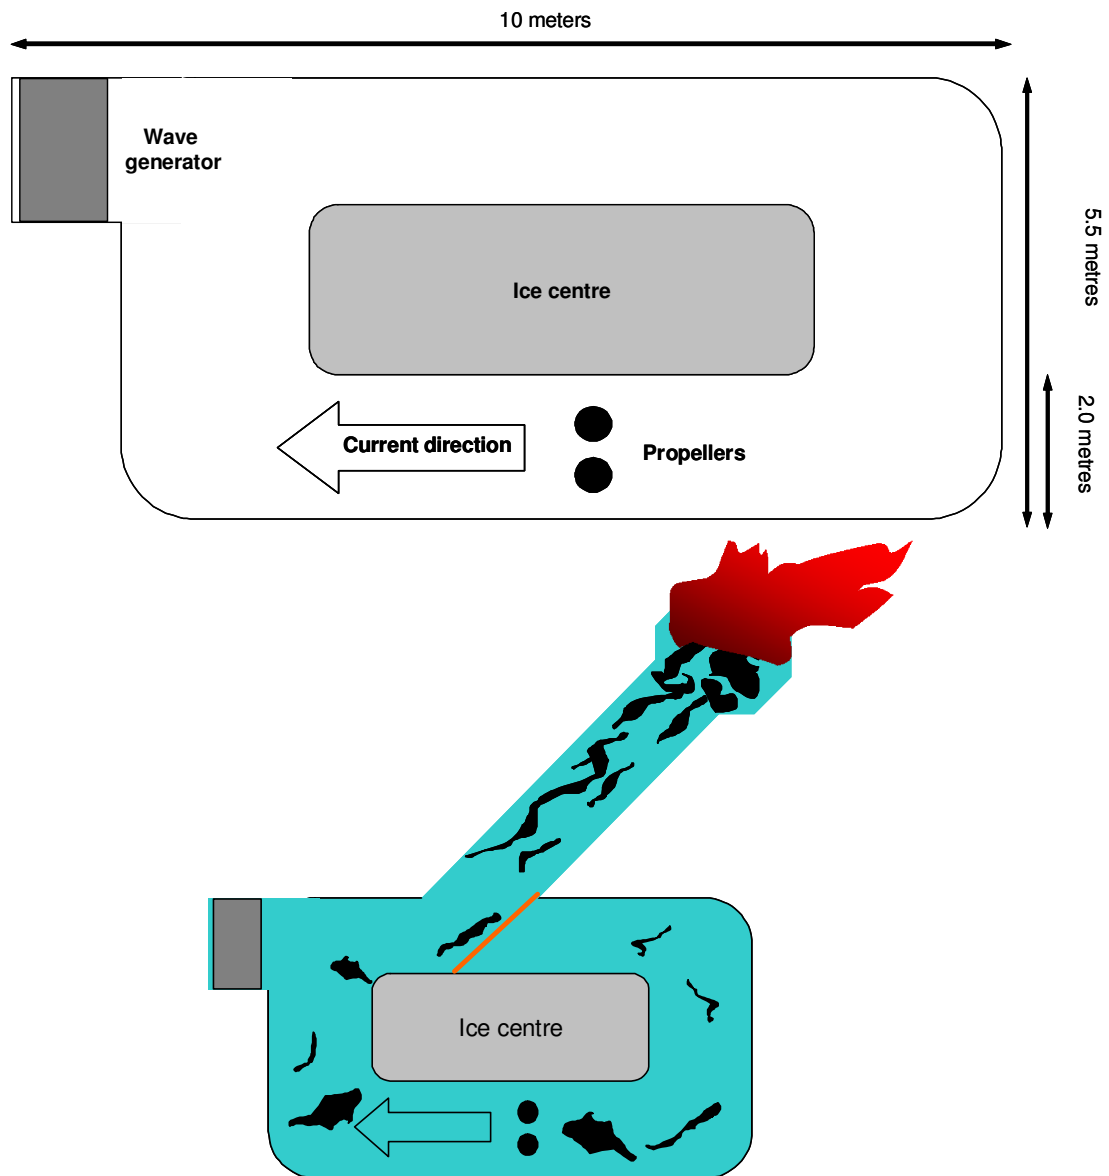 10 meters
Wave
generator
5.5 metres
Ice centre
2.0 metres
Current direction
Propellers
Ice centre